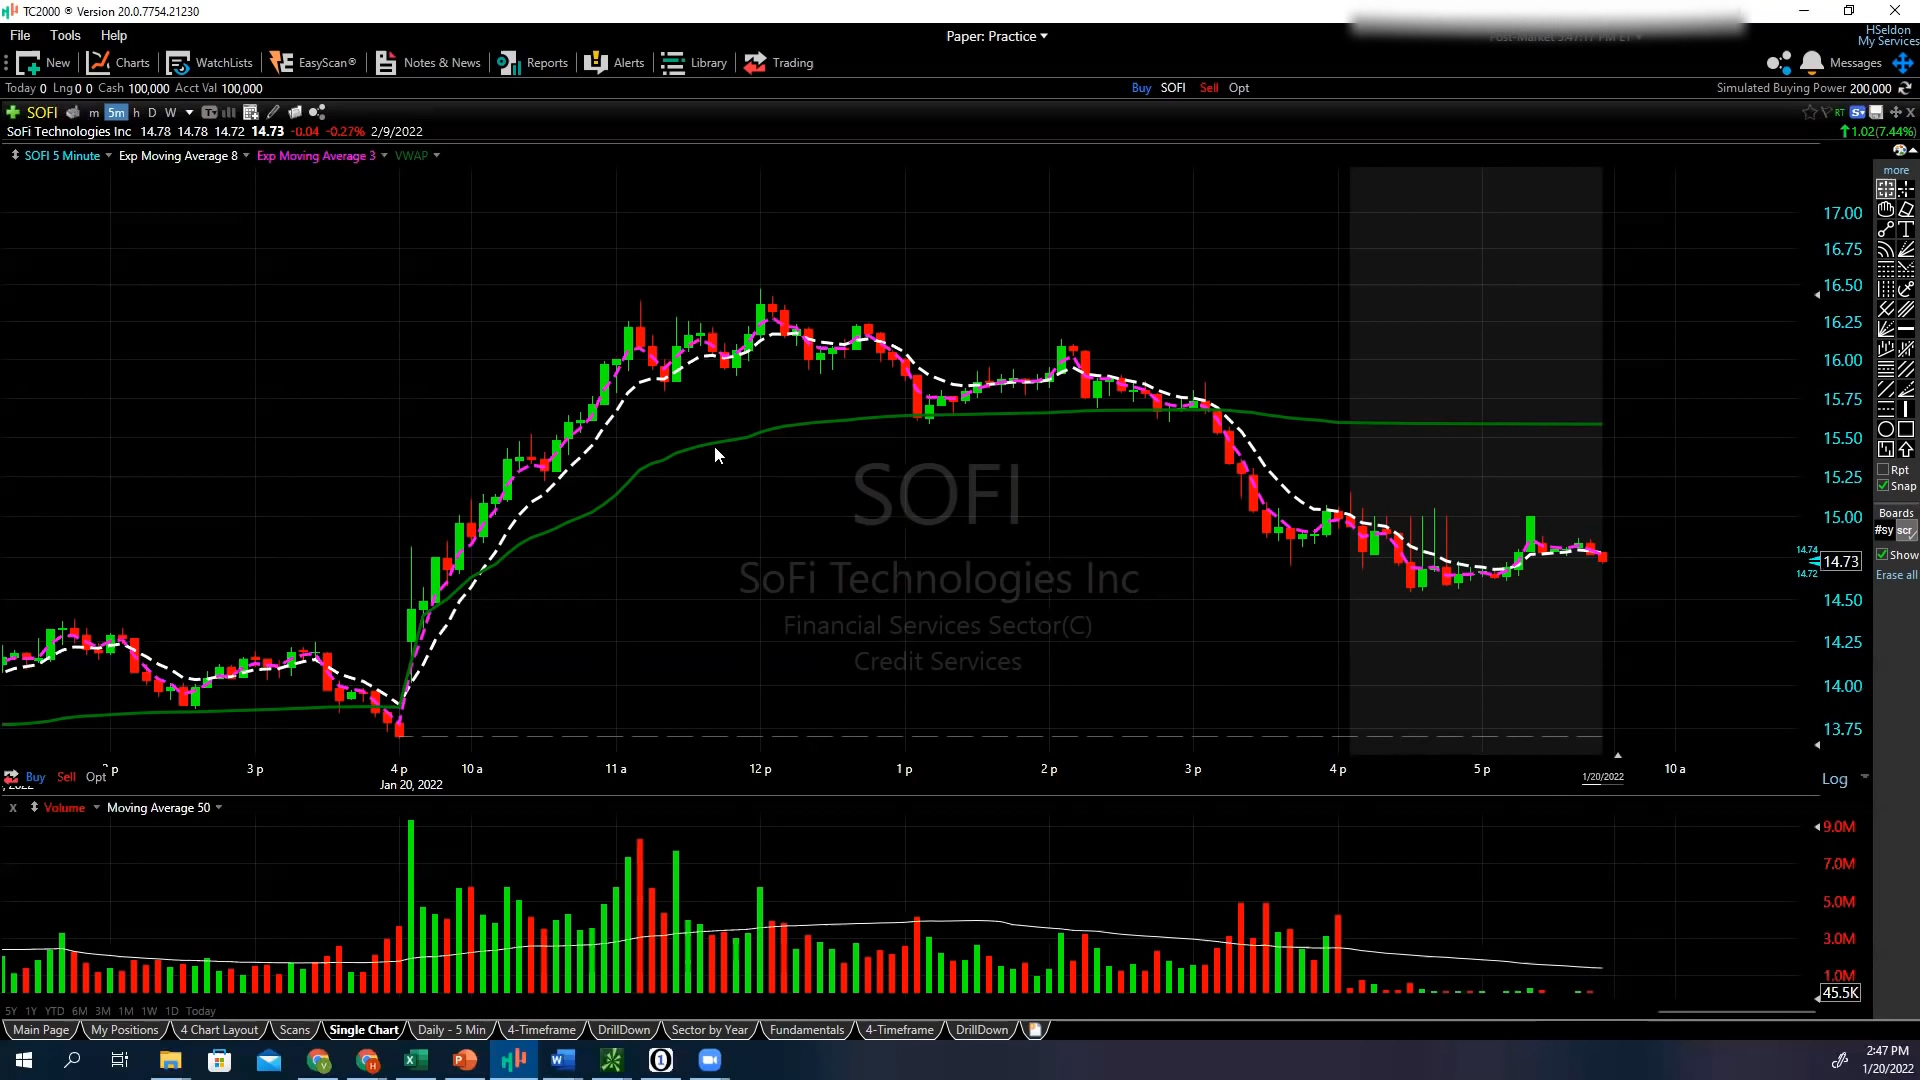 TC2000 ® Version 20.0.7754.21230
File Tools Help
Paper: Practice
HSeldon
My Services
New Charts WatchLists EasyScan® Notes & News Reports Alerts Library Trading
Messages
Today 0 Lng 0 0 Cash 100,000 Acct Val 100,000
Buy SOFI Sell Opt
Simulated Buying Power 200,000
SOFI m 5m h D W
RT
SoFi Technologies Inc 14.78 14.78 14.72 14.73 -0.04 -0.27% 2/9/2022
1.02(7.44%)
SOFI 5 Minute Exp Moving Average 8 Exp Moving Average 3 VWAP
more
17.00
16.75
16.50
16.25
16.00
15.75
15.50
15.25
15.00
14.74
14.73
14.72
14.50
14.25
14.00
13.75
SOFI
SoFi Technologies Inc
Financial Services Sector(C)
Credit Services
Rpt
Snap
Boards
#sy scr
Show
Erase all
3 p 4 p 10 a 11 a 12 p 1 p 2 p 3 p 4 p 5 p 10 a
Buy Sell Opt
Jan 20, 2022
1/20/2022
Log
X Volume Moving Average 50
9.0M
7.0M
5.0M
3.0M
1.0M
45.5K
5Y 1Y YTD 6M 3M 1M 1W 1D Today
Main Page My Positions 4 Chart Layout Scans Single Chart Daily - 5 Min 4-Timeframe DrillDown Sector by Year Fundamentals 4-Timeframe DrillDown
2:47 PM
1/20/2022